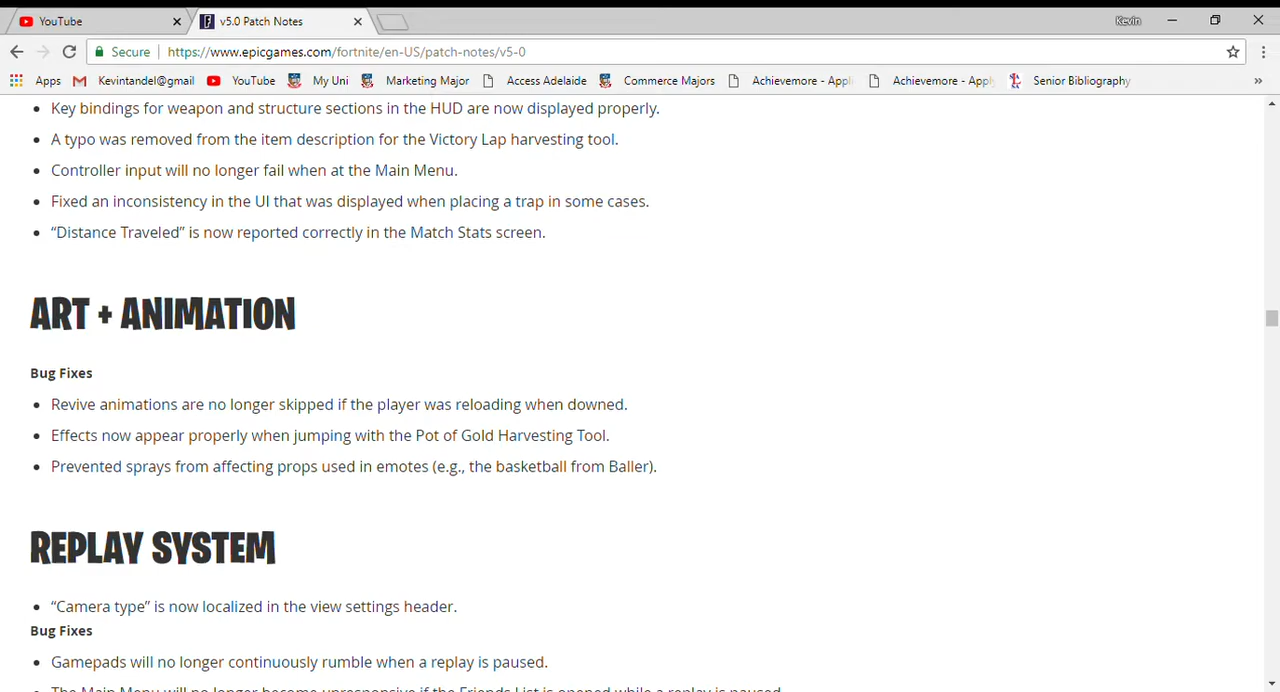 YouTube
v5.0 Patch Notes
Kevin
Secure
https://www.epicgames.com/fortnite/en-US/patch-notes/v5-0
Apps
Kevintandel@gmail
YouTube
My Uni
Marketing Major
Access Adelaide
Commerce Majors
Achievemore - Appl
Achievemore - Appl
Senior Bibliography
»
• Key bindings for weapon and structure sections in the HUD are now displayed properly.
• A typo was removed from the item description for the Victory Lap harvesting tool.
• Controller input will no longer fail when at the Main Menu.
• Fixed an inconsistency in the UI that was displayed when placing a trap in some cases.
• “Distance Traveled” is now reported correctly in the Match Stats screen.
ART + ANIMATION
Bug Fixes
• Revive animations are no longer skipped if the player was reloading when downed.
• Effects now appear properly when jumping with the Pot of Gold Harvesting Tool.
• Prevented sprays from affecting props used in emotes (e.g., the basketball from Baller).
REPLAY SYSTEM
• “Camera type” is now localized in the view settings header.
Bug Fixes
• Gamepads will no longer continuously rumble when a replay is paused.
• The Main Menu will no longer become unresponsive if the Friends List is opened while a replay is paused.